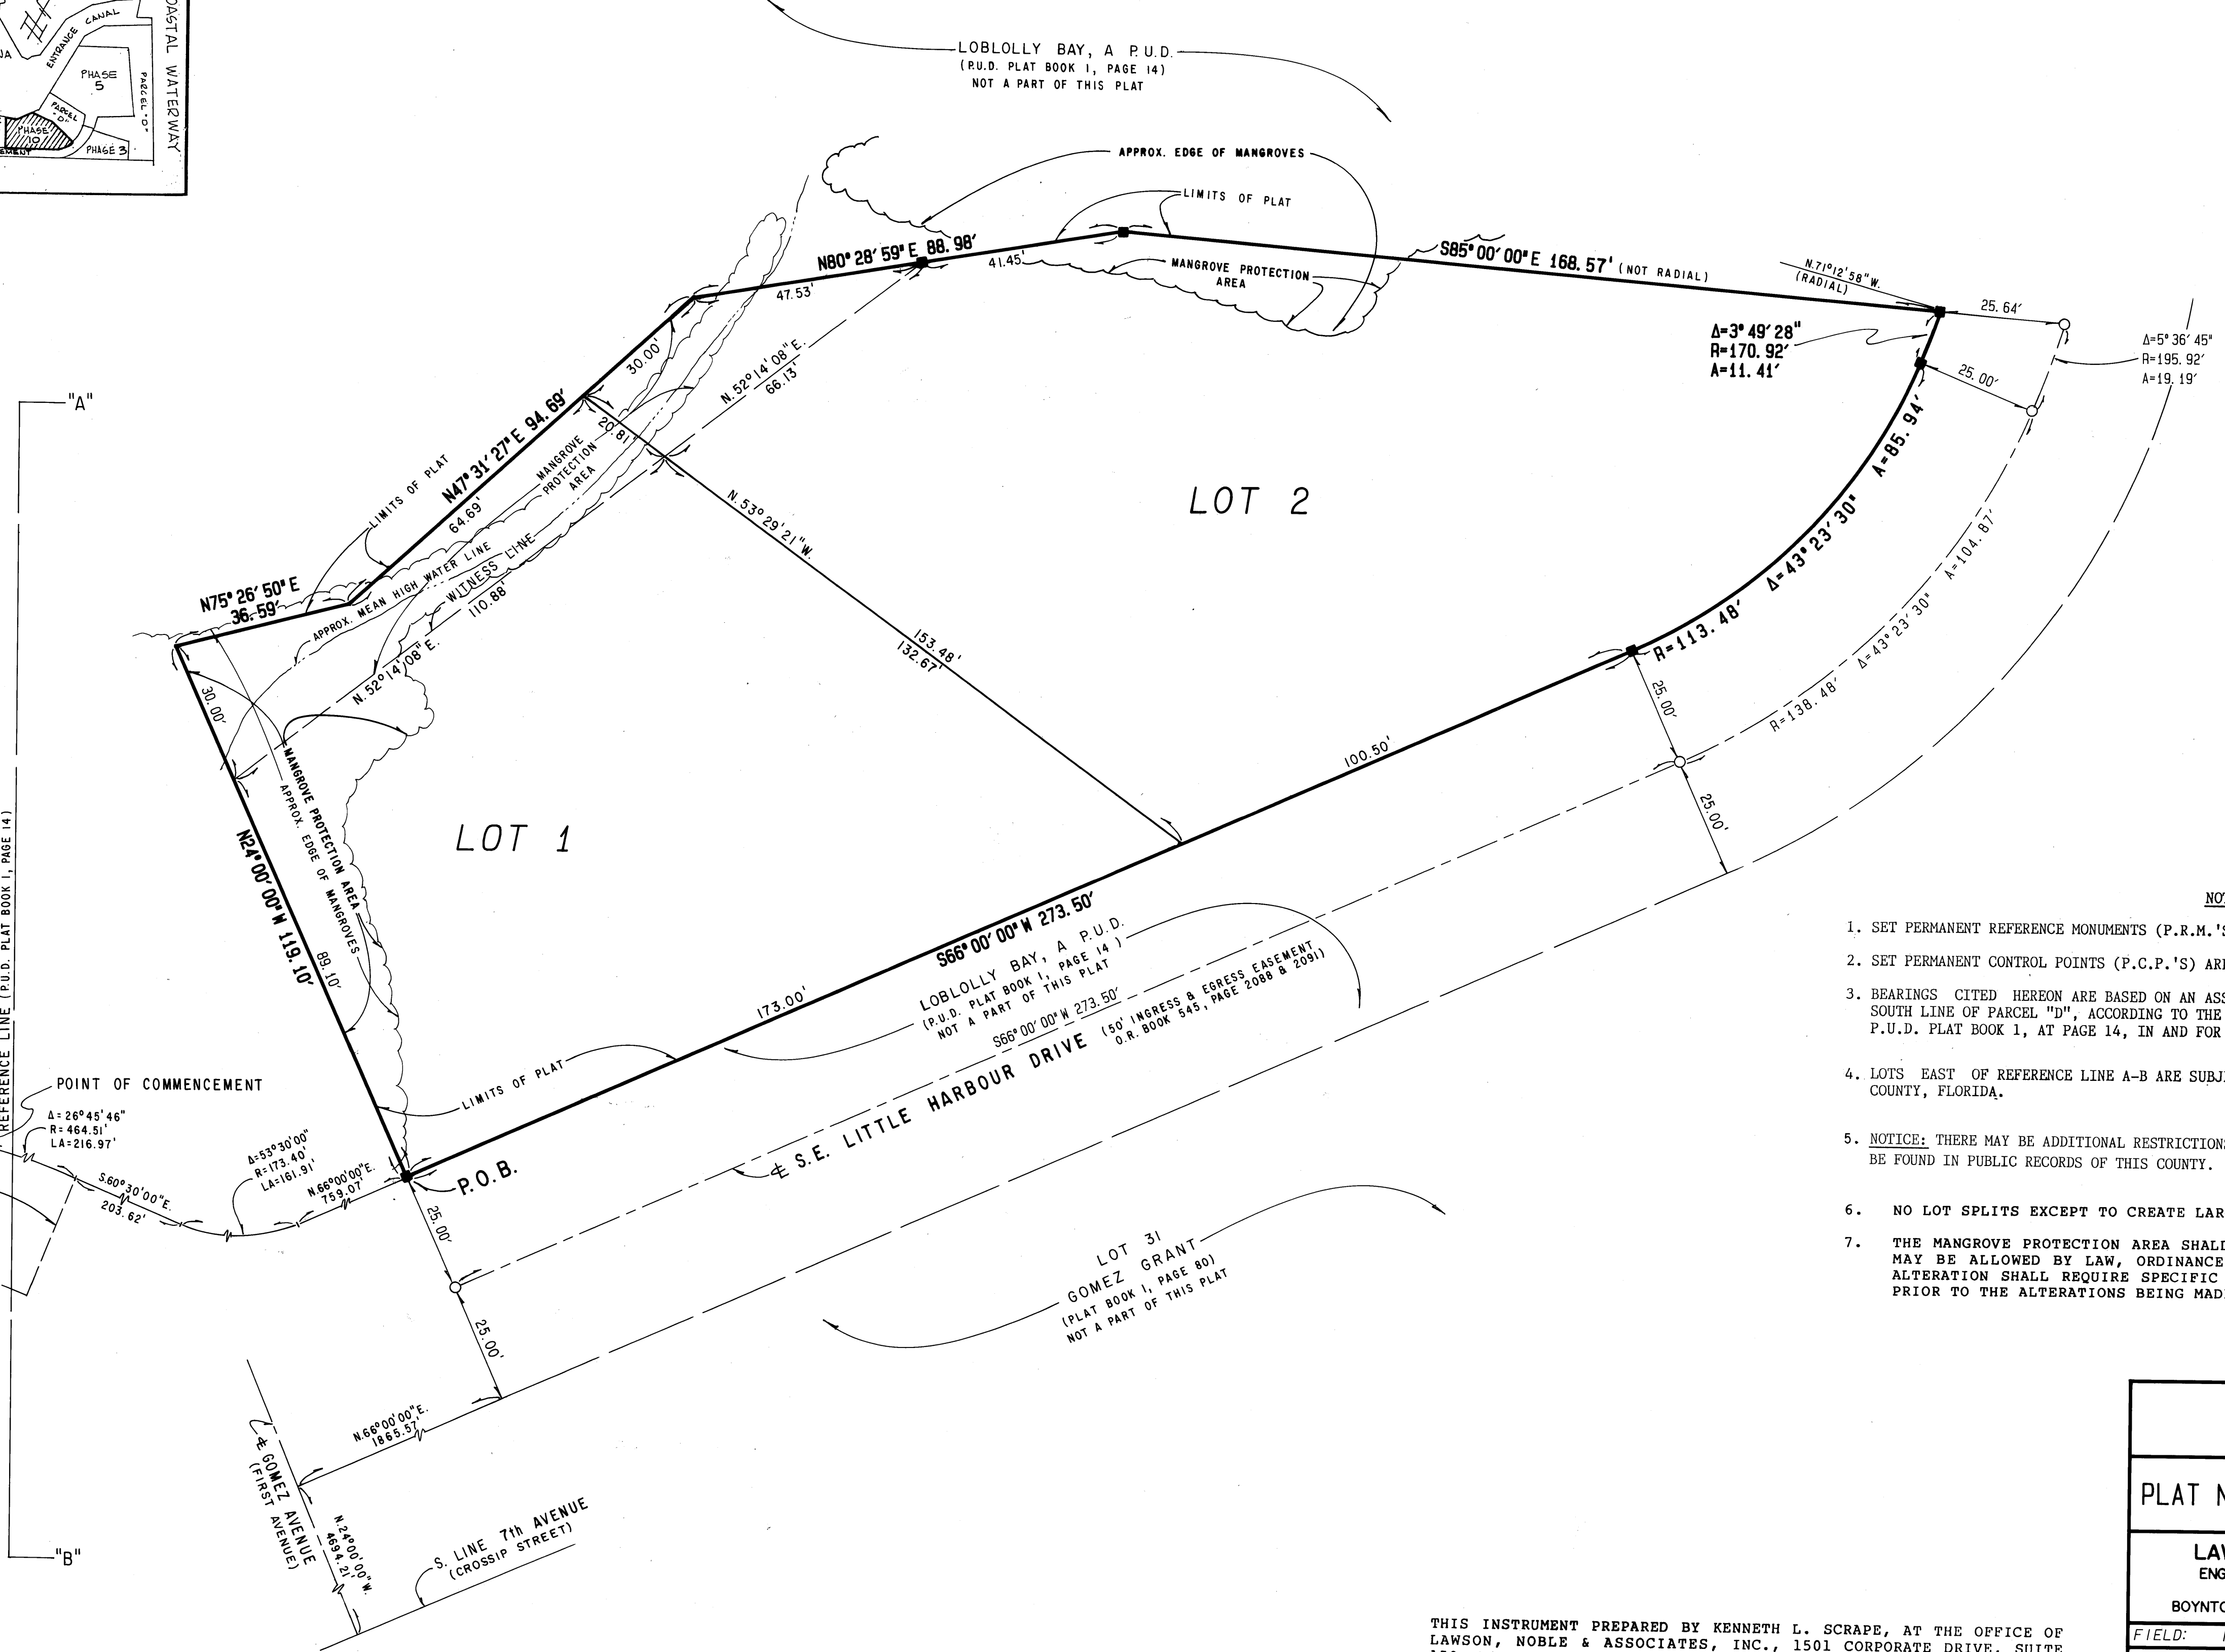 COASTAL WATERWAY
ENTRANCE CANAL
PHASE
5
PARCEL "D"
PARCEL
"D"
PHASE
10
PHASE 3
LOBLOLLY BAY, A P.U.D.
(P.U.D. PLAT BOOK 1, PAGE 14)
NOT A PART OF THIS PLAT
APPROX. EDGE OF MANGROVES
LIMITS OF PLAT
N80° 28' 59" E 88.98'
47.53'
41.45'
MANGROVE PROTECTION
AREA
S85° 00' 00" E 168.57' (NOT RADIAL)
N.71°12'58"W.
(RADIAL)
25.64'
Δ=3° 49' 28"
R=170.92'
A=11.41'
Δ=5° 36' 45"
R=195.92'
A=19.19'
25.00'
"A"
30.00'
N. 52° 14' 08" E.
66.13'
N47° 31' 27" E 94.69'
64.69'
20.81'
MANGROVE
PROTECTION
AREA
LIMITS OF PLAT
APPROX. MEAN HIGH WATER LINE
WITNESS LINE
110.88'
N. 52° 14' 08" E.
N75° 26' 50" E
36.59'
LOT 2
N. 53° 29' 21" W.
153.48'
132.67'
R=113.48' Δ=43° 23' 30" A=85.94'
R=138.48' Δ=43° 23' 30" A=104.87'
25.00'
25.00'
100.50'
30.00'
MANGROVE PROTECTION AREA
APPROX. EDGE OF MANGROVES
N24° 00' 00" W 119.10'
89.10'
LOT 1
S66° 00' 00" W 273.50'
173.00'
LOBLOLLY BAY, A P.U.D.
(P.U.D. PLAT BOOK 1, PAGE 14 )
NOT A PART OF THIS PLAT
S66° 00' 00" W 273.50'
℄ S.E. LITTLE HARBOUR DRIVE (50' INGRESS & EGRESS EASEMENT
O.R. BOOK 545, PAGE 2088 & 2091)
LIMITS OF PLAT
REFERENCE LINE (P.U.D. PLAT BOOK 1, PAGE 14)
POINT OF COMMENCEMENT
Δ= 26°45'46"
R= 464.51'
LA=216.97'
S.60°30'00"E.
203.62'
Δ=53°30'00"
R=173.40'
LA=161.91'
N.66°00'00"E.
759.07'
P.O.B.
25.00'
25.00'
LOT 31
GOMEZ GRANT
(PLAT BOOK 1, PAGE 80)
NOT A PART OF THIS PLAT
N.66°00'00"E.
1865.57'
℄ GOMEZ AVENUE
(FIRST AVENUE)
N.24°00'00"W.
4694.21'
S. LINE 7th AVENUE
(CROSSIP STREET)
"B"
1. SET PERMANENT REFERENCE MONUMENTS (P.R.M.'S
2. SET PERMANENT CONTROL POINTS (P.C.P.'S) ARE
3. BEARINGS CITED HEREON ARE BASED ON AN ASS
SOUTH LINE OF PARCEL "D", ACCORDING TO THE
P.U.D. PLAT BOOK 1, AT PAGE 14, IN AND FOR
4. LOTS EAST OF REFERENCE LINE A-B ARE SUBJ
COUNTY, FLORIDA.
5. NOTICE: THERE MAY BE ADDITIONAL RESTRICTIONS
BE FOUND IN PUBLIC RECORDS OF THIS COUNTY.
6. NO LOT SPLITS EXCEPT TO CREATE LAR
7. THE MANGROVE PROTECTION AREA SHALL
MAY BE ALLOWED BY LAW, ORDINANCE
ALTERATION SHALL REQUIRE SPECIFIC
PRIOR TO THE ALTERATIONS BEING MAD
PLAT N
LAW
ENG
BOYNTO
FIELD:
THIS INSTRUMENT PREPARED BY KENNETH L. SCRAPE, AT THE OFFICE OF
LAWSON, NOBLE & ASSOCIATES, INC., 1501 CORPORATE DRIVE, SUITE